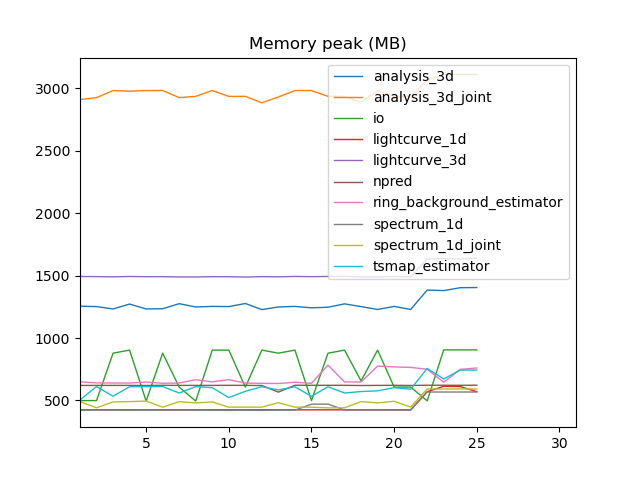 Memory peak (MB)
3000
2500
2000
1500
1000
500
analysis_3d
analysis_3d_joint
io
lightcurve_1d
lightcurve_3d
npred
ring_background_estimator
spectrum_1d
spectrum_1d_joint
tsmap_estimator
5 10 15 20 25 30